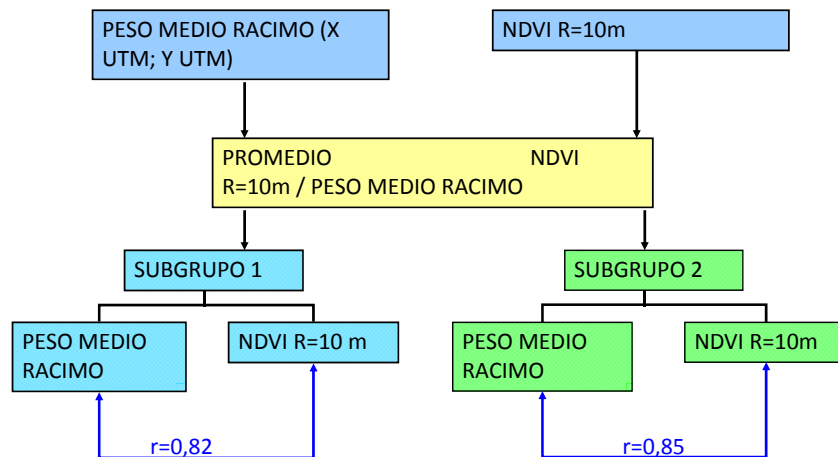 PESO MEDIO RACIMO (X
UTM; Y UTM)
NDVI R=10m
PROMEDIO NDVI
R=10m / PESO MEDIO RACIMO
SUBGRUPO 1
SUBGRUPO 2
PESO MEDIO
RACIMO
NDVI R=10 m
PESO MEDIO
RACIMO
NDVI R=10m
r=0,82
r=0,85